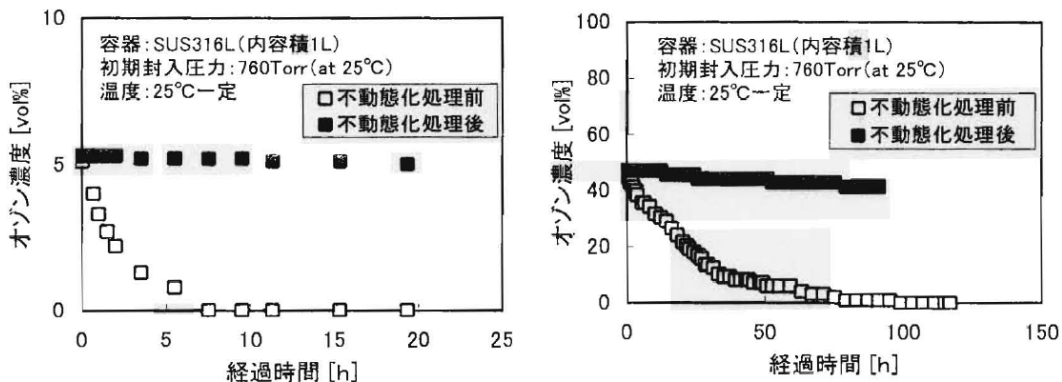 10
5
0
オゾン濃度 [vol%]
容器:SUS316L(内容積1L)
初期封入圧力:760Torr(at 25℃)
温度:25℃一定
□不動態化処理前
■不動態化処理後
0 5 10 15 20 25
経過時間 [h]
100
80
60
40
20
0
オゾン濃度 [vol%]
容器:SUS316L(内容積1L)
初期封入圧力:760Torr(at 25℃)
温度:25℃一定
□不動態化処理前
■不動態化処理後
0 50 100 150
経過時間 [h]